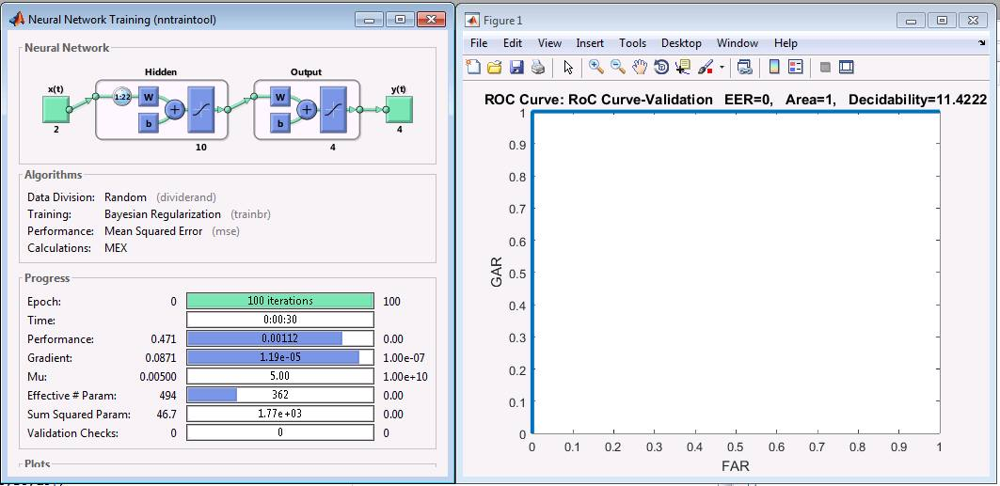 Neural Network Training (nntraintool)
Neural Network
Hidden
Output
x(t)
1:22
W
b
W
b
y(t)
2
10
4
4
Algorithms
Data Division: Random (dividerand)
Training: Bayesian Regularization (trainbr)
Performance: Mean Squared Error (mse)
Calculations: MEX
Progress
Epoch: 0 100 iterations 100
Time: 0:00:30
Performance: 0.471 0.00112 0.00
Gradient: 0.0871 1.19e-05 1.00e-07
Mu: 0.00500 5.00 1.00e+10
Effective # Param: 494 362 0.00
Sum Squared Param: 46.7 1.77e+03 0.00
Validation Checks: 0 0 0
Plots
Figure 1
File Edit View Insert Tools Desktop Window Help
ROC Curve: RoC Curve-Validation EER=0, Area=1, Decidability=11.4222
1
0.9
0.8
0.7
0.6
0.5
0.4
0.3
0.2
0.1
0
GAR
0 0.1 0.2 0.3 0.4 0.5 0.6 0.7 0.8 0.9 1
FAR